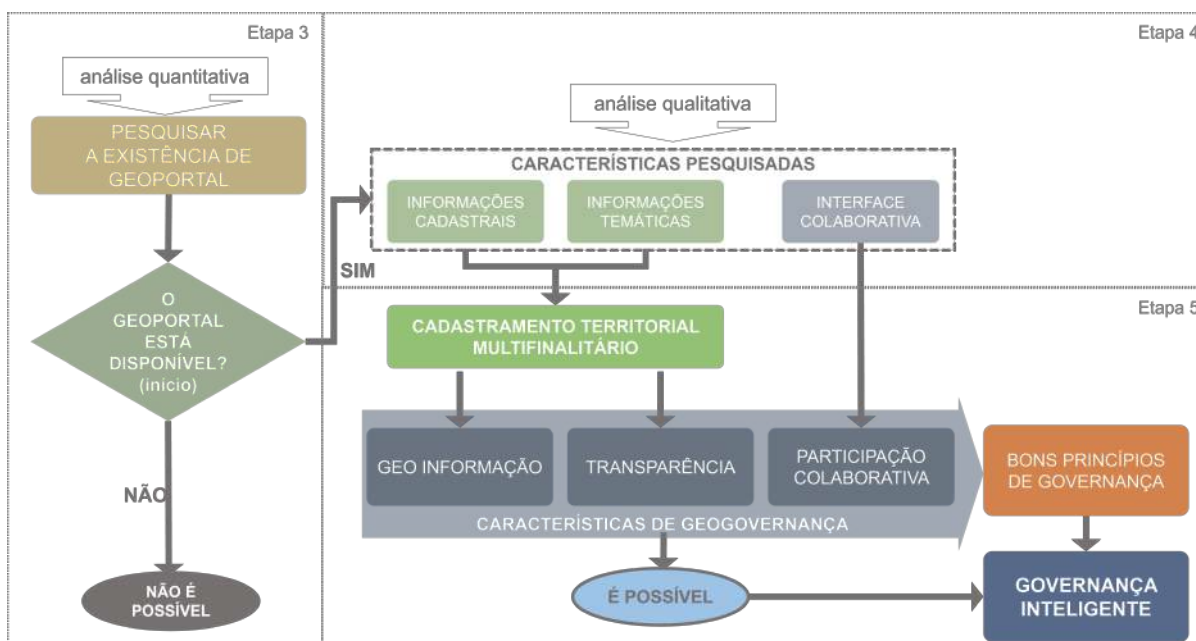 Etapa 3
análise quantitativa
PESQUISAR
A EXISTÊNCIA DE
GEOPORTAL
O
GEOPORTAL
ESTÁ
DISPONÍVEL?
(início)
SIM
NÃO
NÃO É
POSSÍVEL
Etapa 4
análise qualitativa
CARACTERÍSTICAS PESQUISADAS
INFORMAÇÕES
CADASTRAIS
INFORMAÇÕES
TEMÁTICAS
INTERFACE
COLABORATIVA
Etapa 5
CADASTRAMENTO TERRITORIAL
MULTIFINALITÁRIO
GEO INFORMAÇÃO
TRANSPARÊNCIA
PARTICIPAÇÃO
COLABORATIVA
CARACTERÍSTICAS DE GEOGOVERNANÇA
BONS PRINCÍPIOS
DE GOVERNANÇA
É POSSÍVEL
GOVERNANÇA
INTELIGENTE